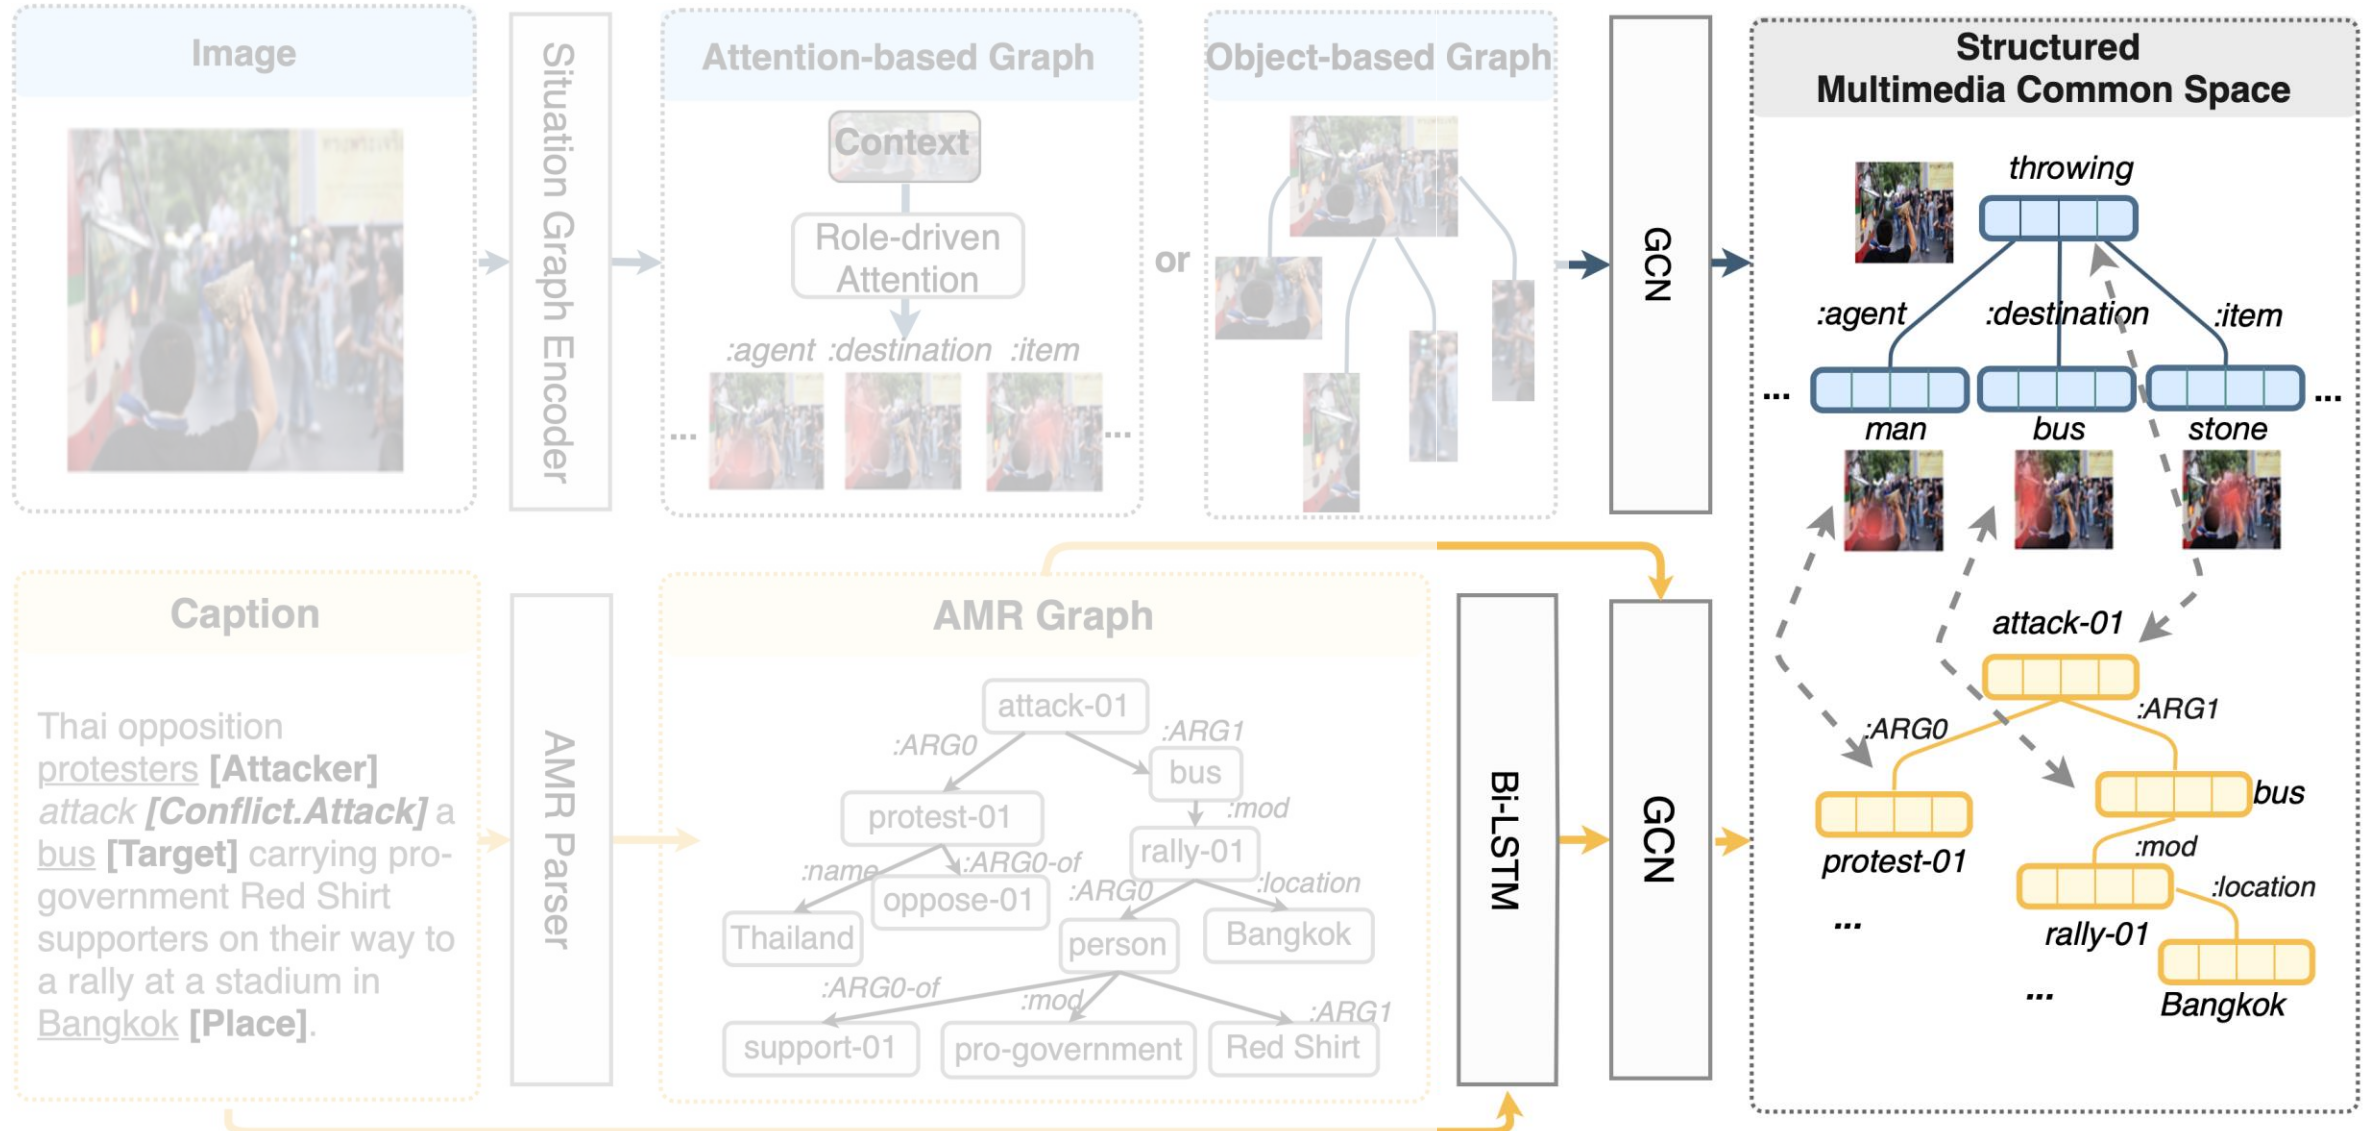 Image
Situation Graph Encoder
Attention-based Graph
Context
Role-driven
Attention
:agent :destination :item
...
...
or
Object-based Graph
GCN
Structured
Multimedia Common Space
throwing
:agent
:destination
:item
...
...
man
bus
stone
Caption
Thai opposition
protesters [Attacker]
attack [Conflict.Attack] a
bus [Target] carrying pro-
government Red Shirt
supporters on their way to
a rally at a stadium in
Bangkok [Place].
AMR Parser
AMR Graph
attack-01
:ARG0
:ARG1
bus
protest-01
:mod
:name
:ARG0-of
rally-01
oppose-01
:ARG0
:location
Thailand
person
Bangkok
:ARG0-of
:mod
:ARG1
support-01
pro-government
Red Shirt
Bi-LSTM
GCN
attack-01
:ARG0
:ARG1
bus
protest-01
:mod
:location
...
rally-01
...
Bangkok